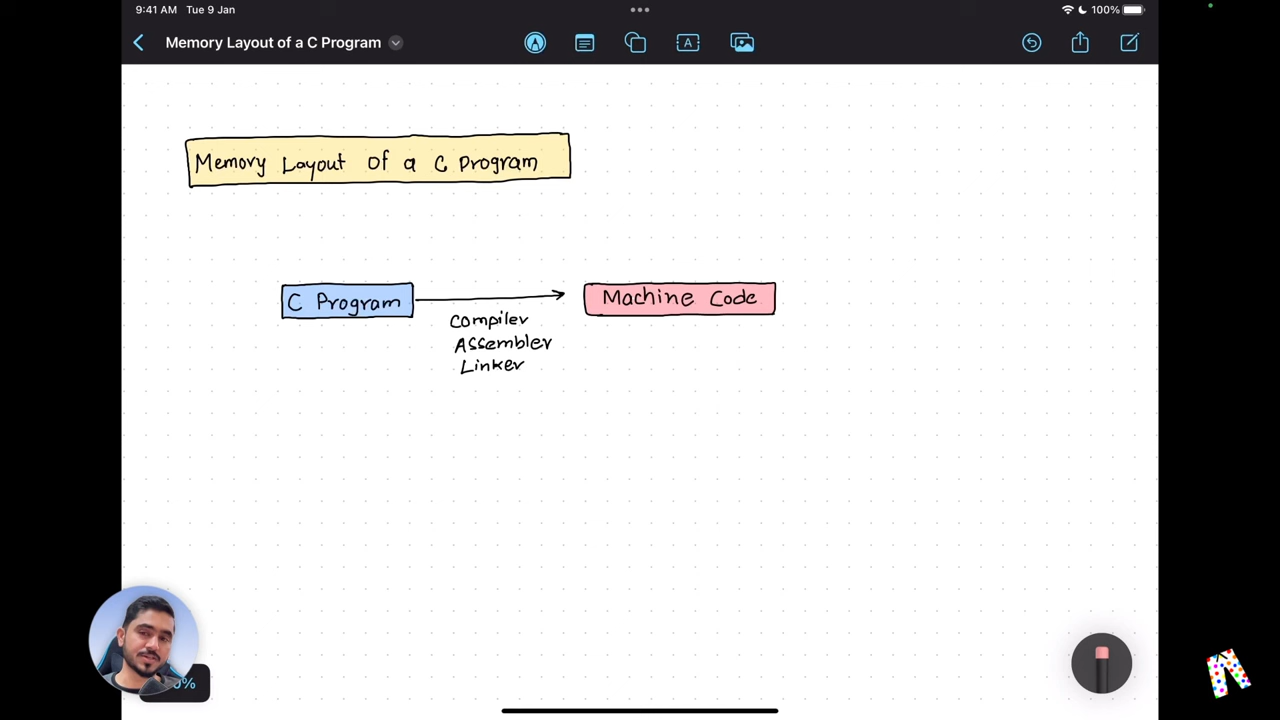 9:41 AM Tue 9 Jan
100%
Memory Layout of a C Program
A
Memory Layout Of a C Program
C Program
Machine Code
Compiler
Assembler
Linker